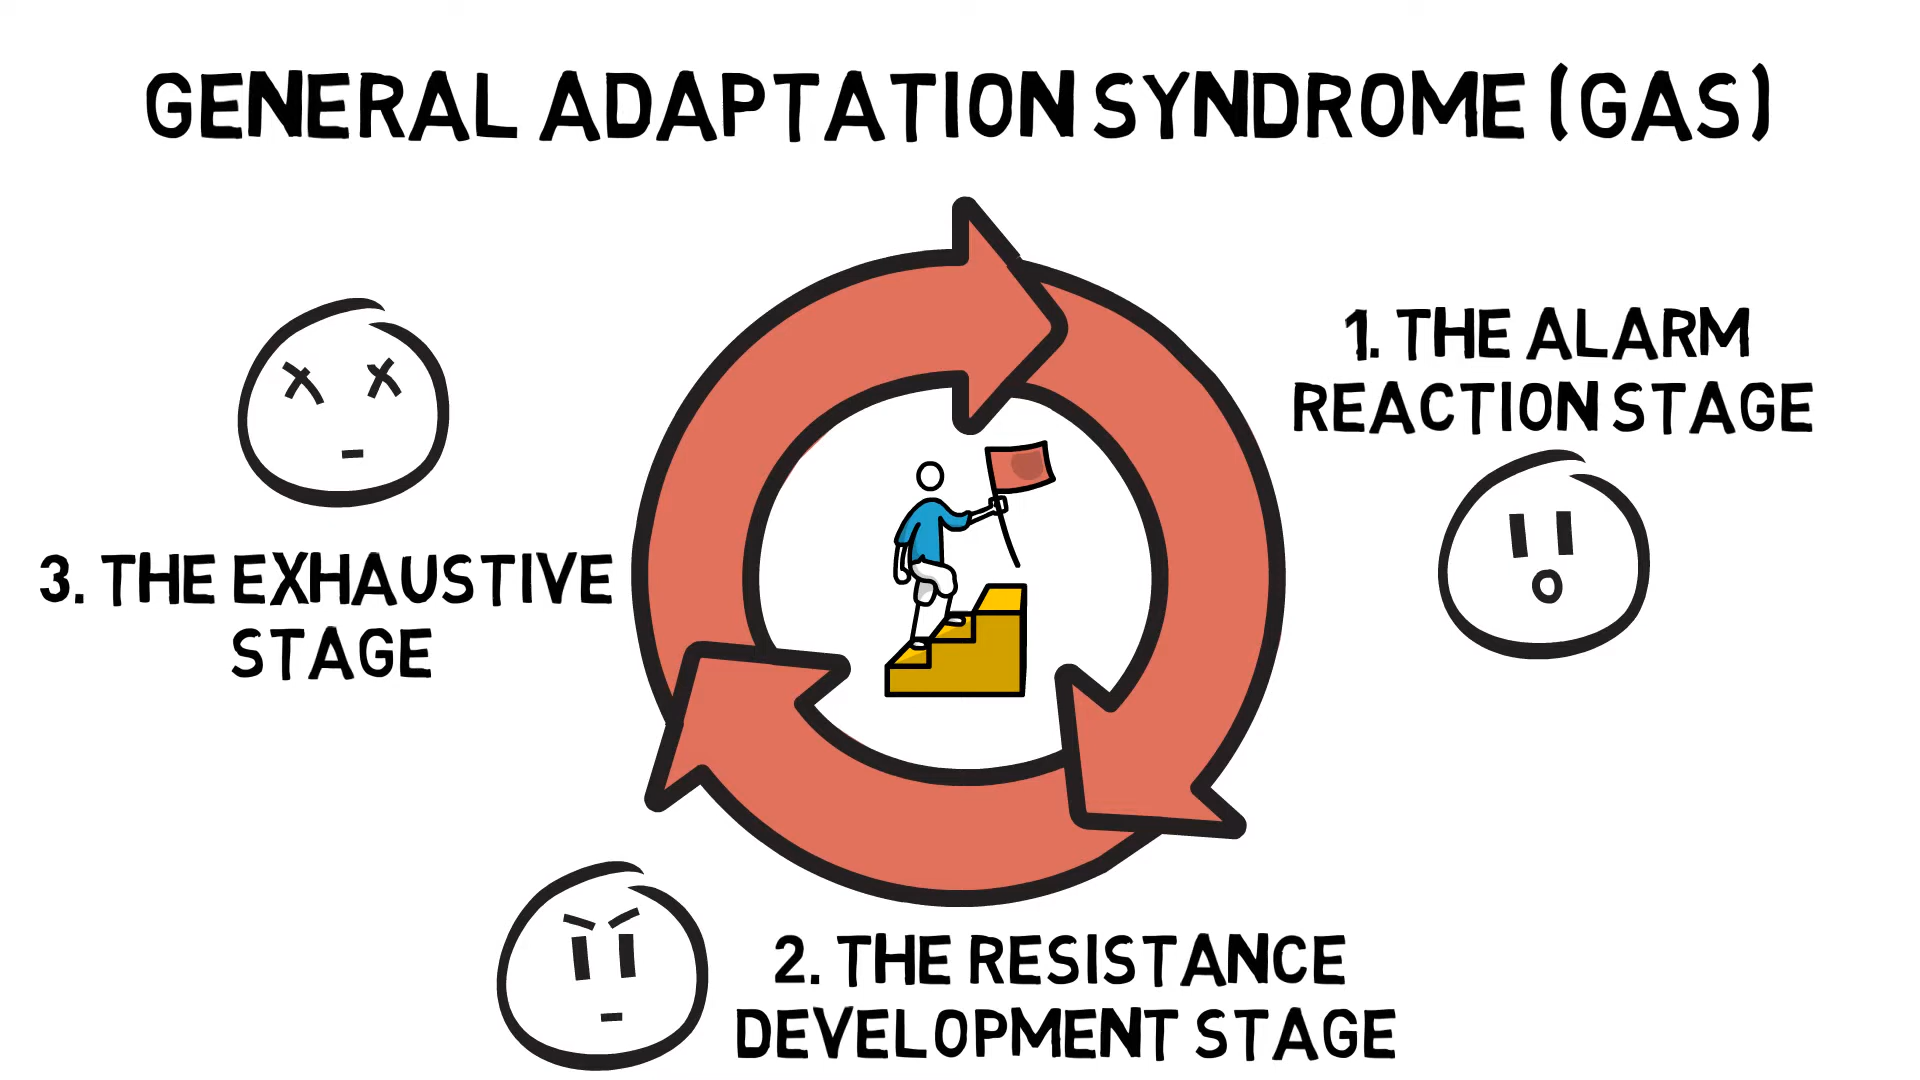 GENERAL ADAPTATION SYNDROME (GAS)
1. THE ALARM
REACTION STAGE
2. THE RESISTANCE
DEVELOPMENT STAGE
3. THE EXHAUSTIVE
STAGE